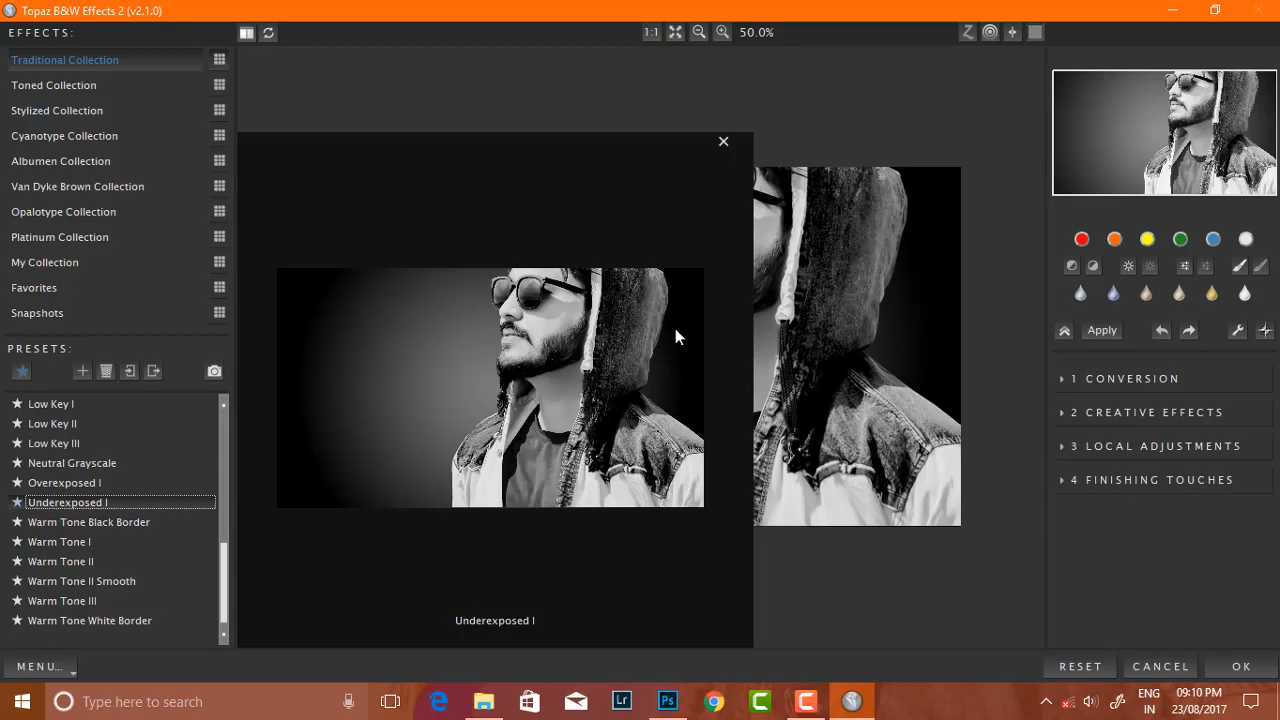 Topaz B&W Effects 2 (v2.1.0)
EFFECTS:
1:1
50.0%
Traditional Collection
Toned Collection
Stylized Collection
Cyanotype Collection
Albumen Collection
Van Dyke Brown Collection
Opalotype Collection
Platinum Collection
My Collection
Favorites
Snapshots
PRESETS:
Low Key I
Low Key II
Low Key III
Neutral Grayscale
Overexposed I
Underexposed I
Warm Tone Black Border
Warm Tone I
Warm Tone II
Warm Tone II Smooth
Warm Tone III
Warm Tone White Border
MENU...
Underexposed I
Apply
1 CONVERSION
2 CREATIVE EFFECTS
3 LOCAL ADJUSTMENTS
4 FINISHING TOUCHES
RESET
CANCEL
OK
Type here to search
Lr
Ps
ENG
IN
09:10 PM
23/08/2017